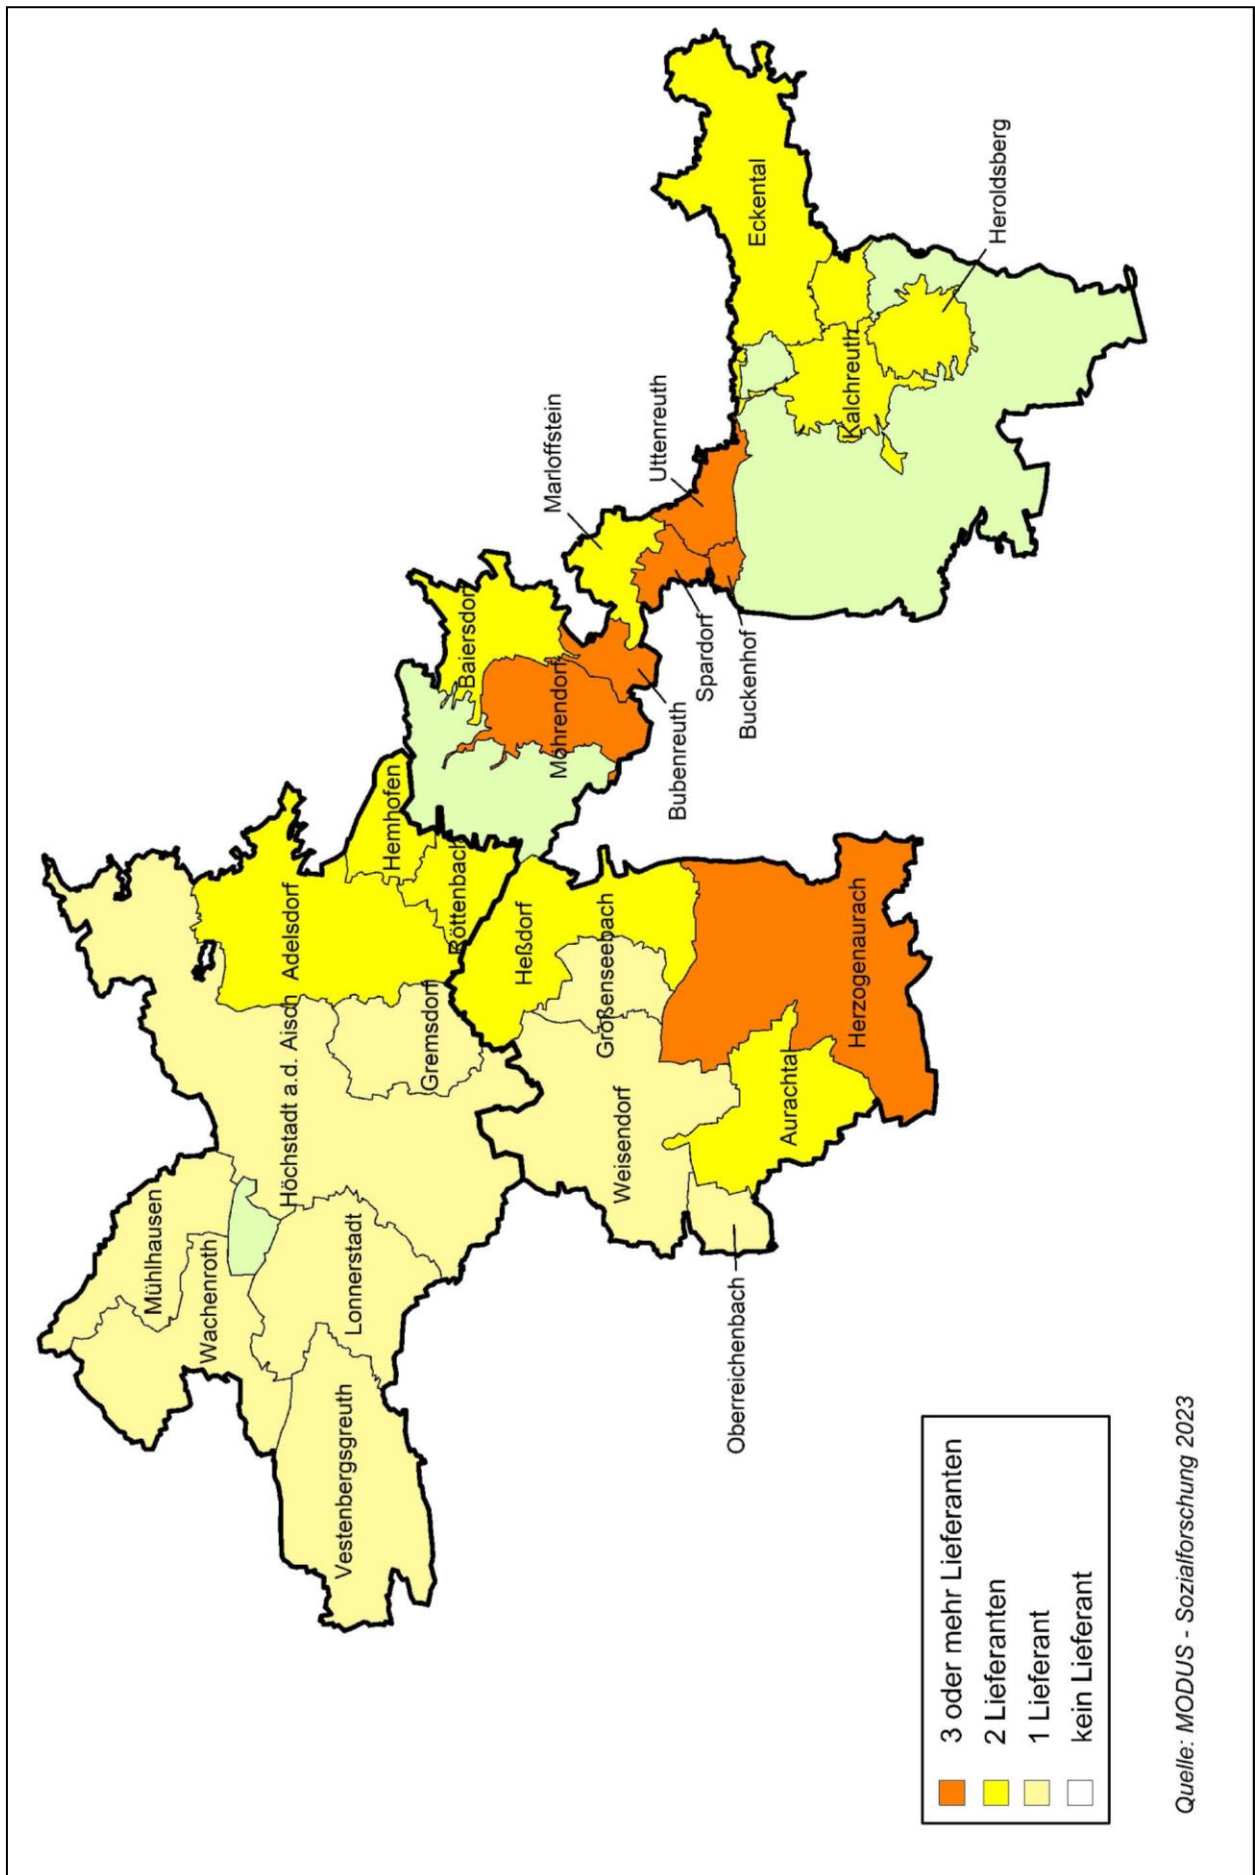 Mühlhausen
Wachenroth
Vestenbergsgreuth
Lonnerstadt
Höchstadt a.d. Aisch
Adelsdorf
Gremsdorf
Hemhofen
Röttenbach
Heßdorf
Großenseebach
Weisendorf
Oberreichenbach
Aurachtal
Herzogenaurach
Baiersdorf
Möhrendorf
Bubenreuth
Marloffstein
Spardorf
Buckenhof
Uttenreuth
Eckental
Kalchreuth
Heroldsberg
3 oder mehr Lieferanten
2 Lieferanten
1 Lieferant
kein Lieferant
Quelle: MODUS - Sozialforschung 2023